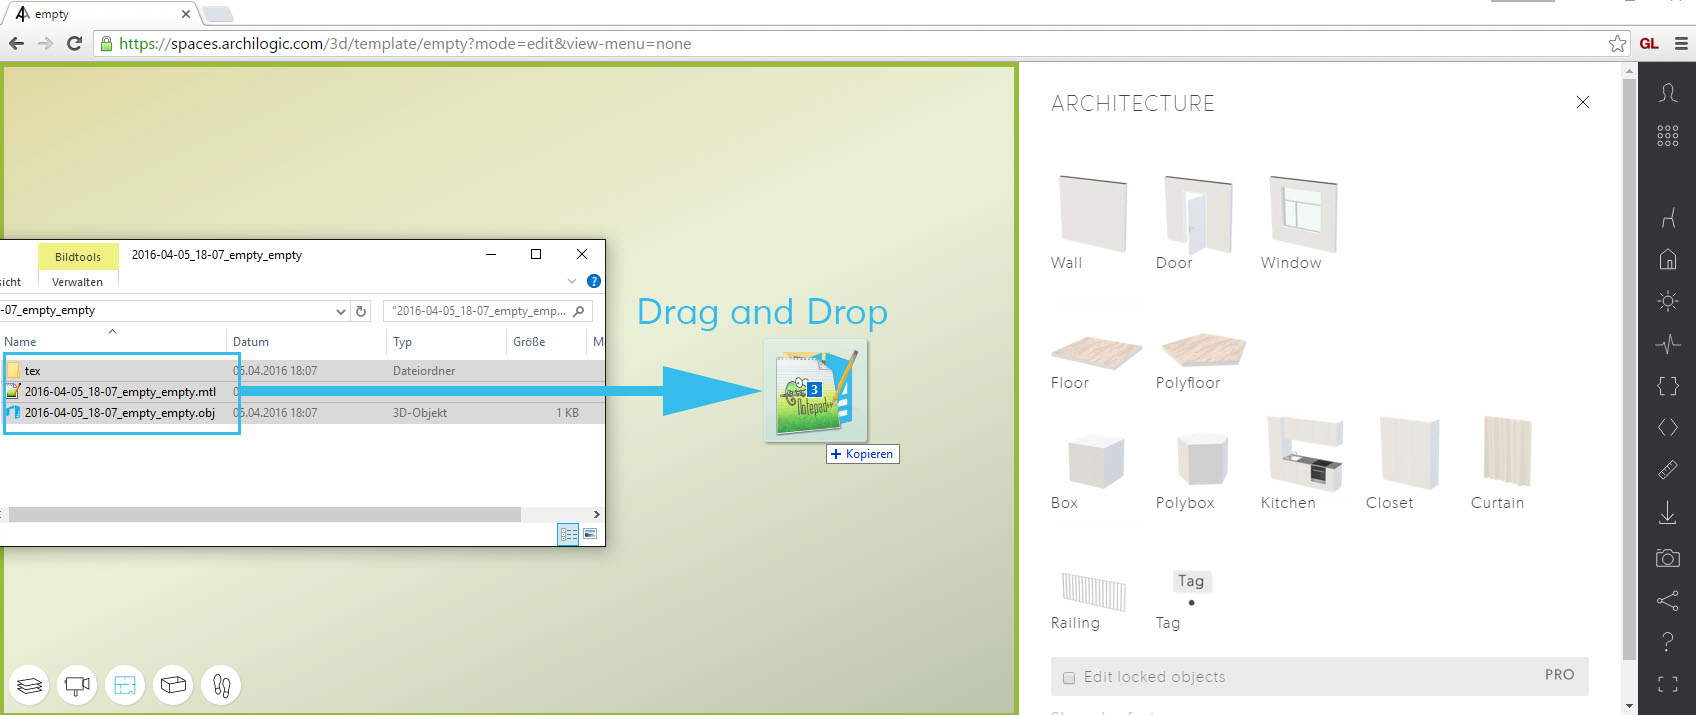 empty
https://spaces.archilogic.com/3d/template/empty?mode=edit&view-menu=none
GL
ARCHITECTURE
Wall
Door
Window
Floor
Polyfloor
Box
Polybox
Kitchen
Closet
Curtain
Railing
Tag
Tag
Edit locked objects
PRO
Bildtools
2016-04-05_18-07_empty_empty
sicht
Verwalten
?
-07_empty_empty
"2016-04-05_18-07_empty_emp...
Name
Datum
Typ
Größe
M
tex
05.04.2016 18:07
Dateiordner
2016-04-05_18-07_empty_empty.mtl
2016-04-05_18-07_empty_empty.obj
05.04.2016 18:07
3D-Objekt
1 KB
Drag and Drop
3
Notepad++
+ Kopieren
?